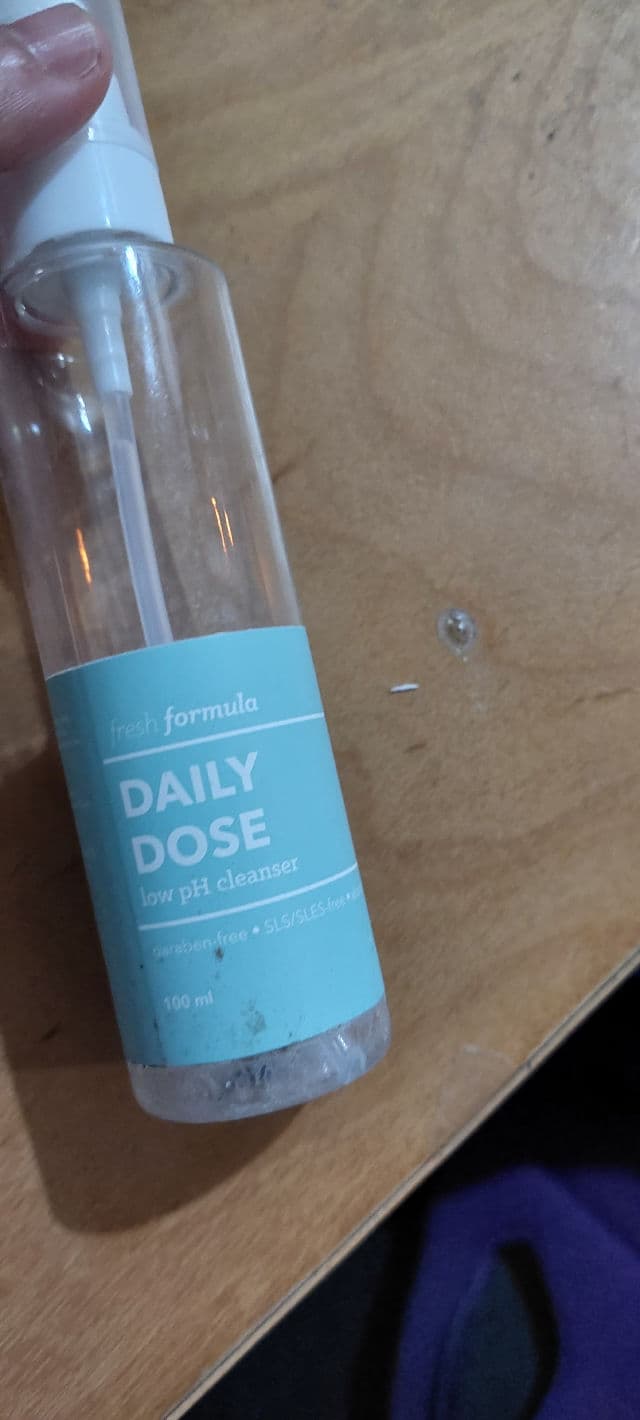 fresh formula
DAILY
DOSE
low pH cleanser
paraben-free • SLS/SLES-free •
100 ml